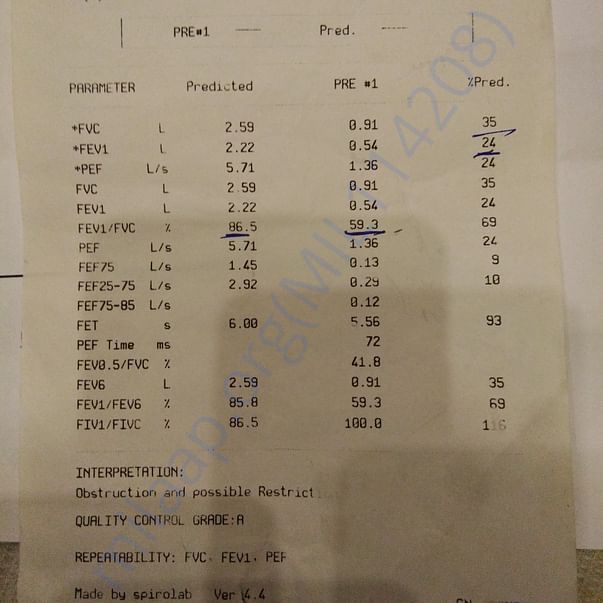 PRE#1 ---- Pred. ----
PARAMETER Predicted PRE #1 %Pred.
*FVC L 2.59 0.91 35
*FEV1 L 2.22 0.54 24
*PEF L/s 5.71 1.36 24
FVC L 2.59 0.91 35
FEV1 L 2.22 0.54 24
FEV1/FVC % 86.5 59.3 69
PEF L/s 5.71 1.36 24
FEF75 L/s 1.45 0.13 9
FEF25-75 L/s 2.92 0.29 10
FEF75-85 L/s 0.12
FET s 6.00 5.56 93
PEF Time ms 72
FEV0.5/FVC % 41.8
FEV6 L 2.59 0.91 35
FEV1/FEV6 % 85.8 59.3 69
FIV1/FIVC % 86.5 100.0 116
INTERPRETATION:
Obstruction and possible Restricti
QUALITY CONTROL GRADE:A
REPEATABILITY: FVC, FEV1, PEF
Made by spirolab Ver 4.4